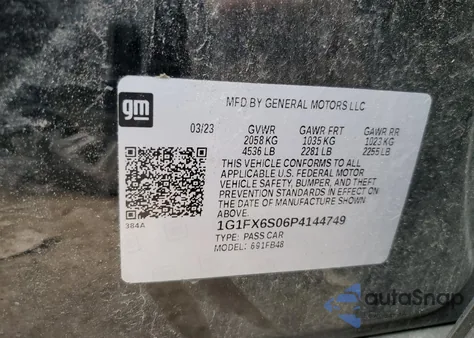 gm
MFD BY GENERAL MOTORS LLC
03/23 GVWR GAWR FRT GAWR RR
2058 KG 1035 KG 1023 KG
4536 LB 2281 LB 2255 LB
THIS VEHICLE CONFORMS TO ALL
APPLICABLE U.S. FEDERAL MOTOR
VEHICLE SAFETY, BUMPER, AND THEFT
PREVENTION STANDARDS IN EFFECT ON
THE DATE OF MANUFACTURE SHOWN
ABOVE.
384A
1G1FX6S06P4144749
TYPE: PASS CAR
MODEL: 691FB48
autoSnap